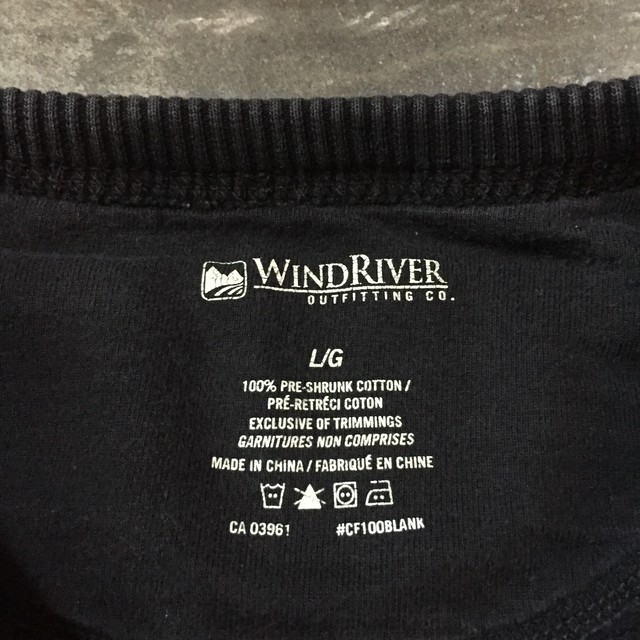 WINDRIVER
OUTFITTING CO.
L/G
100% PRE-SHRUNK COTTON /
PRÉ-RETRÉCI COTON
EXCLUSIVE OF TRIMMINGS
GARNITURES NON COMPRISES
MADE IN CHINA / FABRIQUÉ EN CHINE
CA 03961 #CF100BLANK